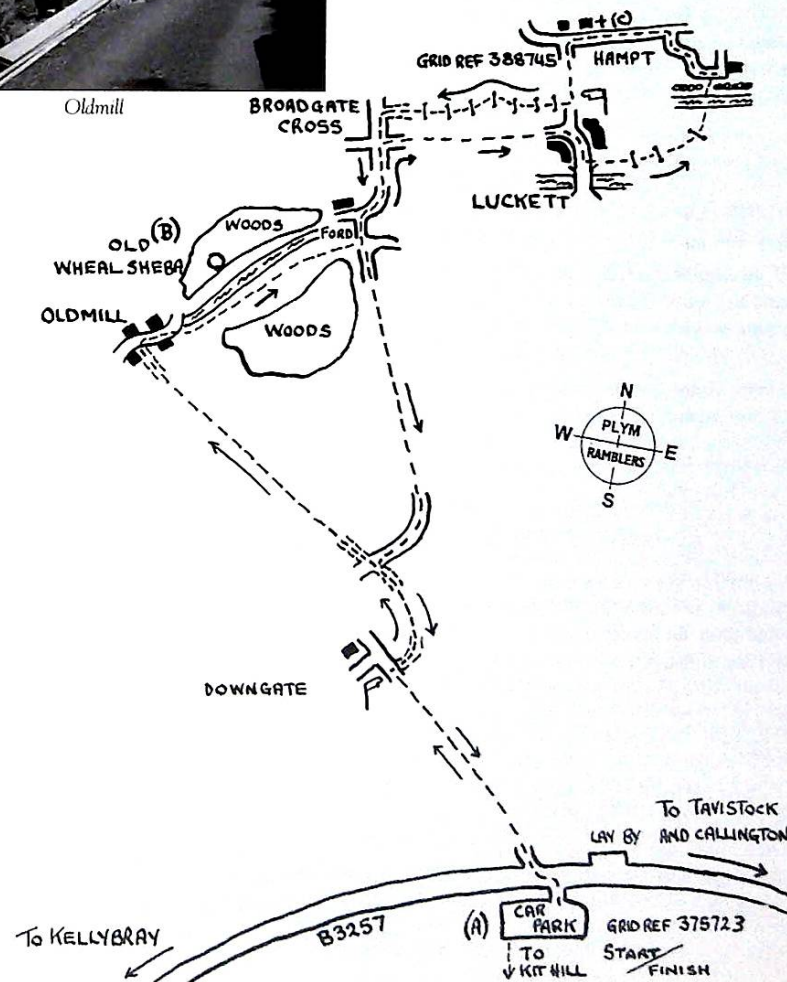 Oldmill
+(C)
GRID REF 388745
HAMPT
BROADGATE
CROSS
LUCKETT
(B)
OLD
WHEAL SHEBA
WOODS
FORD
OLDMILL
WOODS
N
W
PLYM
RAMBLERS
E
S
DOWNGATE
TO TAVISTOCK
AND CALLINGTON
LAY BY
TO KELLYBRAY
B3257
(A)
CAR
PARK
GRID REF 375723
TO
KIT HILL
START/
FINISH